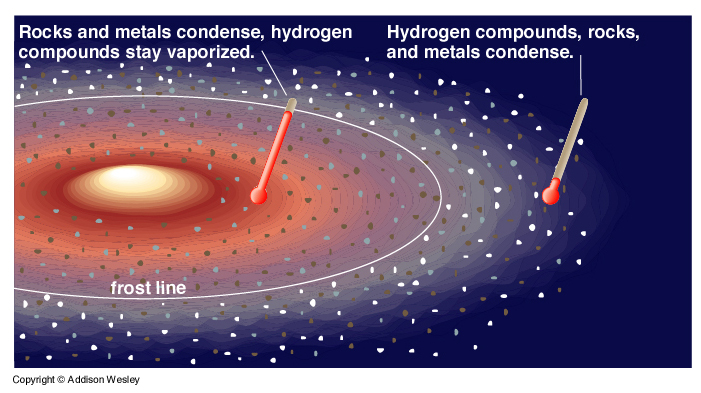 Rocks and metals condense, hydrogen
compounds stay vaporized.
Hydrogen compounds, rocks,
and metals condense.
frost line
Copyright © Addison Wesley